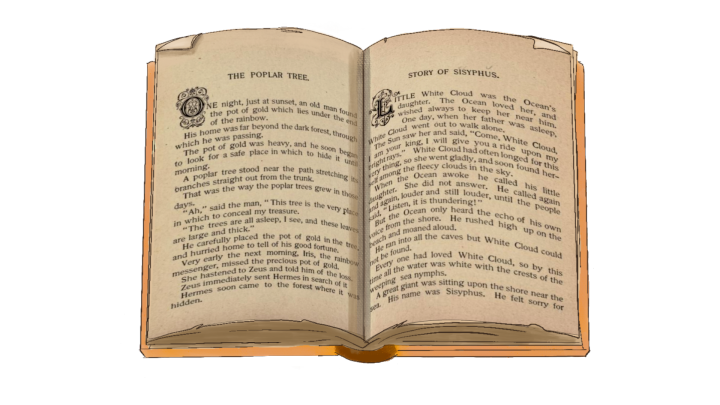 THE POPLAR TREE.
ONE night, just at sunset, an old man found
the pot of gold which lies under the end
of the rainbow.
His home was far beyond the dark forest, through
which he was passing.
The pot of gold was heavy, and he soon began
to look for a safe place in which to hide it until
morning.
A poplar tree stood near the path stretching its
branches straight out from the trunk.
That was the way the poplar trees grew in those
days.
"Ah," said the man, "This tree is the very place
in which to conceal my treasure.
"The trees are all asleep, I see, and these leaves
are large and thick."
He carefully placed the pot of gold in the tree,
and hurried home to tell of his good fortune.
Very early the next morning, Iris, the rainbow
messenger, missed the precious pot of gold.
She hastened to Zeus and told him of the loss.
Zeus immediately sent Hermes in search of it.
Hermes soon came to the forest where it was
hidden.
STORY OF SISYPHUS.
LITTLE White Cloud was the Ocean's
daughter. The Ocean loved her, and
wished always to keep her near him.
One day, when her father was asleep,
White Cloud went out to walk alone.
The Sun saw her and said, "Come, White Cloud,
I am your king, I will give you a ride upon my
bright rays." White Cloud had often longed for this
very thing, so she went gladly, and soon found her-
self among the fleecy clouds in the sky.
When the Ocean awoke he called his little
daughter. She did not answer. He called again
and again, louder and still louder, until the people
said, "Listen, it is thundering!"
But the Ocean only heard the echo of his own
voice from the shore. He rushed high up on the
beach and moaned aloud.
He ran into all the caves but White Cloud could
not be found.
Every one had loved White Cloud, so by this
time all the water was white with the crests of the
weeping sea nymphs.
A great giant was sitting upon the shore near the
sea. His name was Sisyphus. He felt sorry for